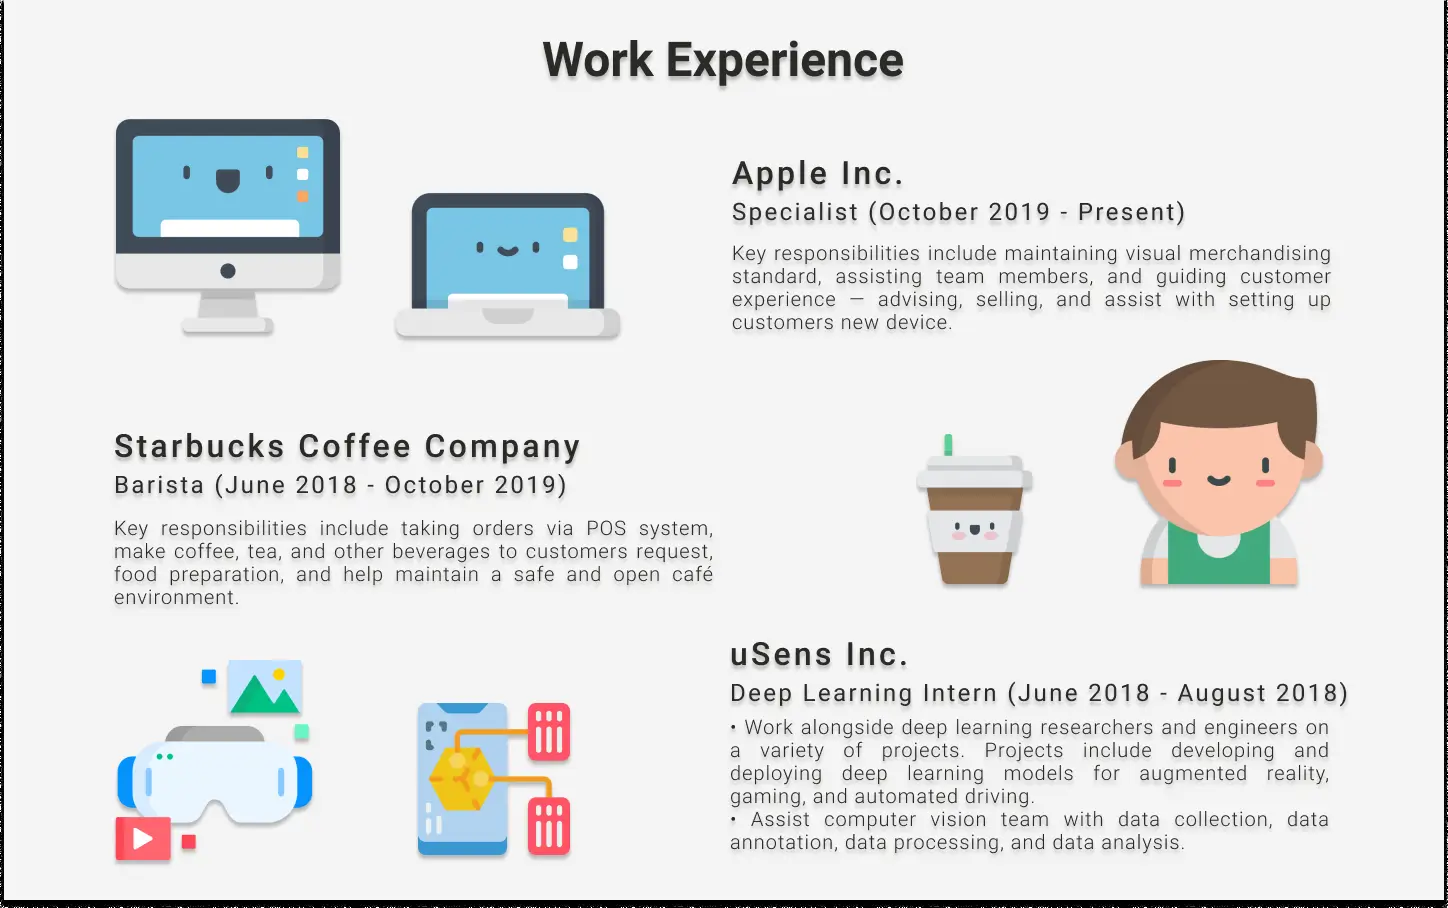 Work Experience
Apple Inc.
Specialist (October 2019 - Present)
Key responsibilities include maintaining visual merchandising
standard, assisting team members, and guiding customer
experience — advising, selling, and assist with setting up
customers new device.
Starbucks Coffee Company
Barista (June 2018 - October 2019)
Key responsibilities include taking orders via POS system,
make coffee, tea, and other beverages to customers request,
food preparation, and help maintain a safe and open café
environment.
uSens Inc.
Deep Learning Intern (June 2018 - August 2018)
• Work alongside deep learning researchers and engineers on
a variety of projects. Projects include developing and
deploying deep learning models for augmented reality,
gaming, and automated driving.
• Assist computer vision team with data collection, data
annotation, data processing, and data analysis.